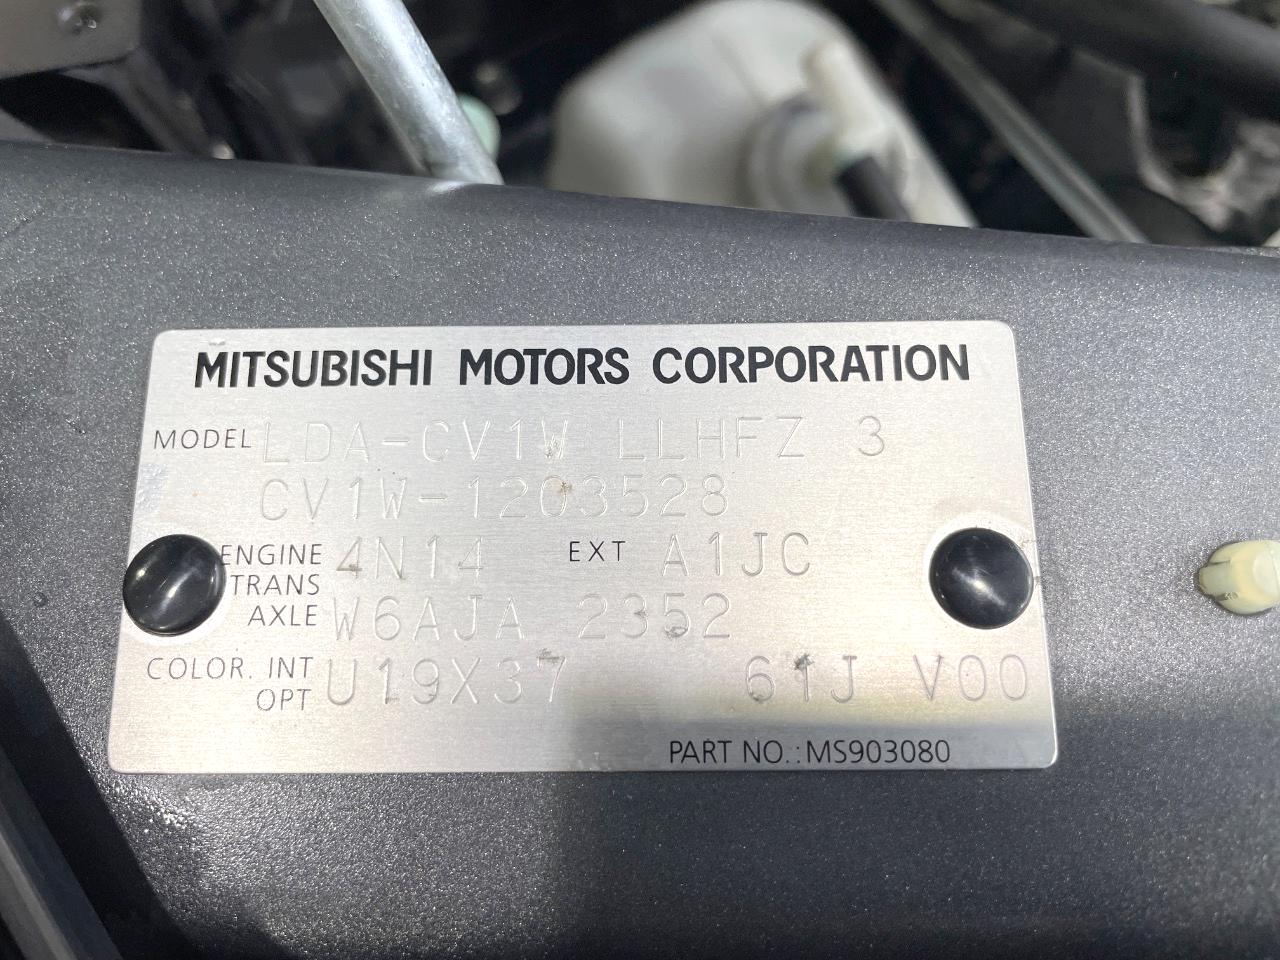 MITSUBISHI MOTORS CORPORATION
MODEL LDA-CV1W LLHFZ 3
CV1W-1203528
ENGINE 4N14 EXT A1JC
TRANS
AXLE W6AJA 2352
COLOR. INT
OPT U19X37 61J V00
PART NO.:MS903080